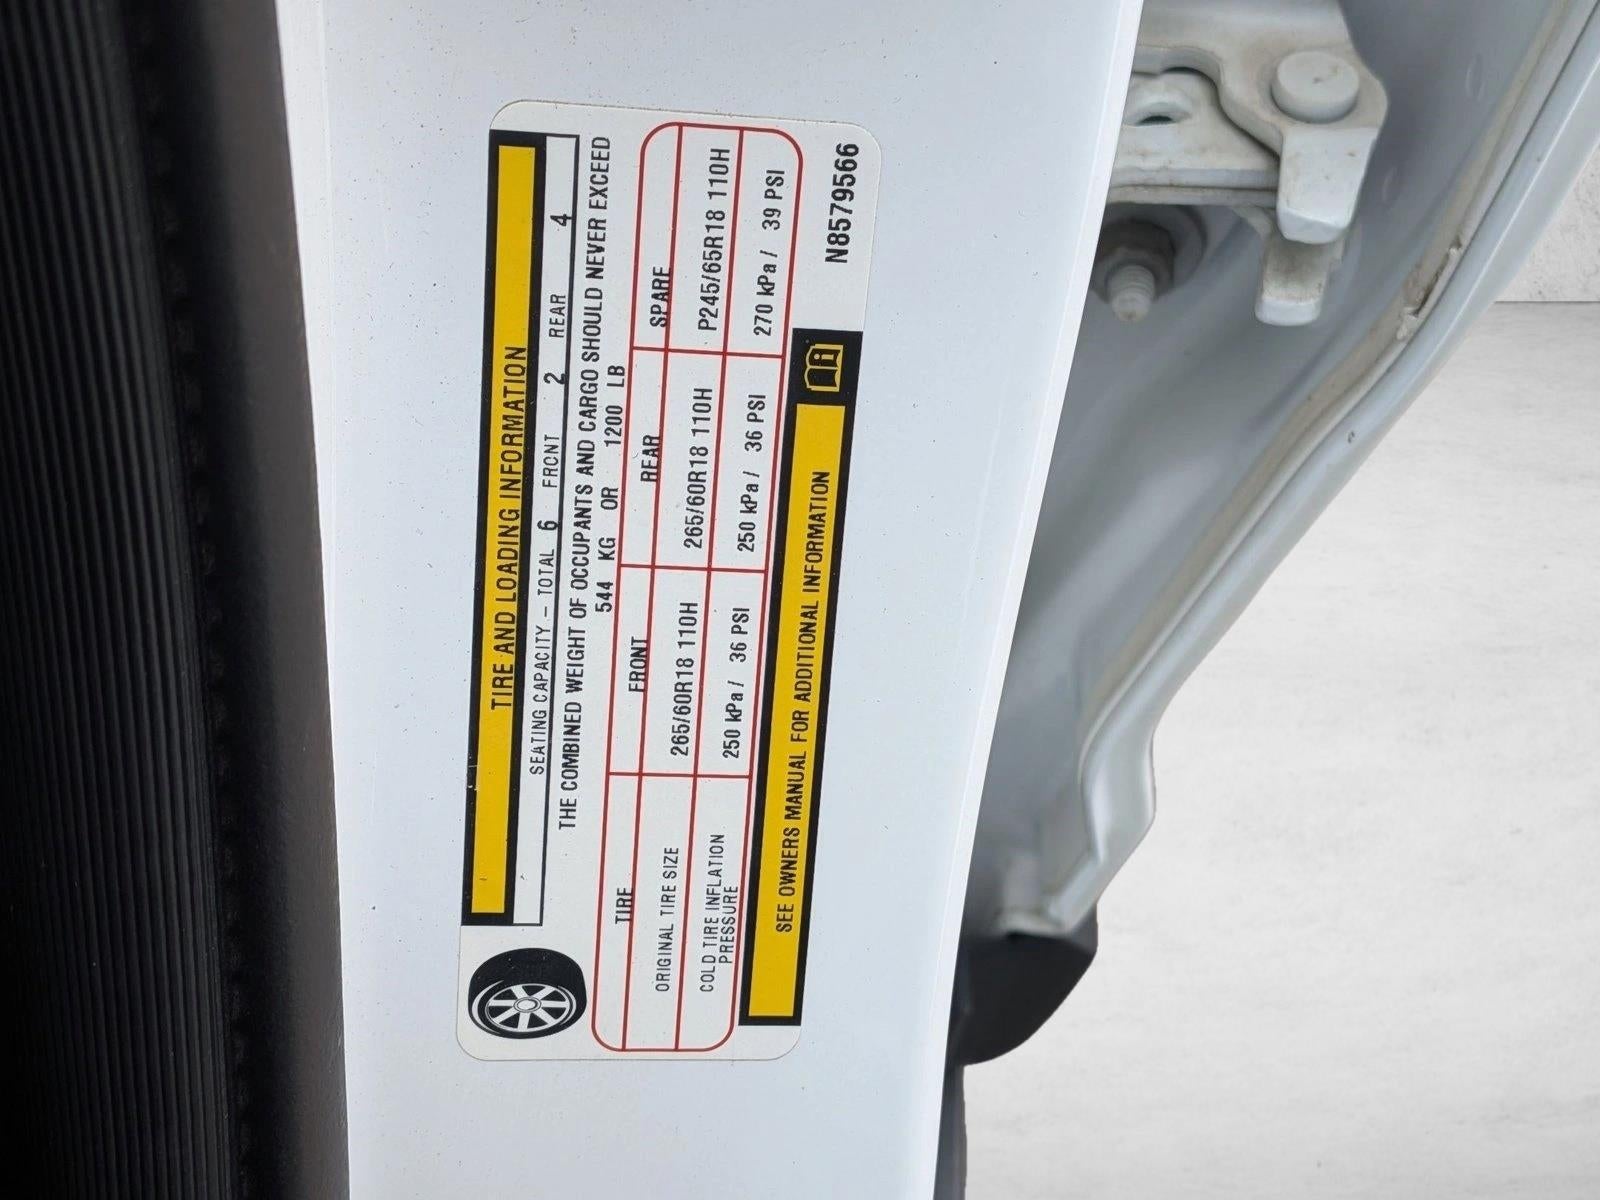 TIRE AND LOADING INFORMATION
SEATING CAPACITY - TOTAL 6 FRONT 2 REAR 4
THE COMBINED WEIGHT OF OCCUPANTS AND CARGO SHOULD NEVER EXCEED
544 KG OR 1200 LB
TIRE FRONT REAR SPARE
ORIGINAL TIRE SIZE 265/60R18 110H 265/60R18 110H P245/65R18 110H
COLD TIRE INFLATION PRESSURE 250 kPa / 36 PSI 250 kPa / 36 PSI 270 kPa / 39 PSI
SEE OWNERS MANUAL FOR ADDITIONAL INFORMATION
N8579566